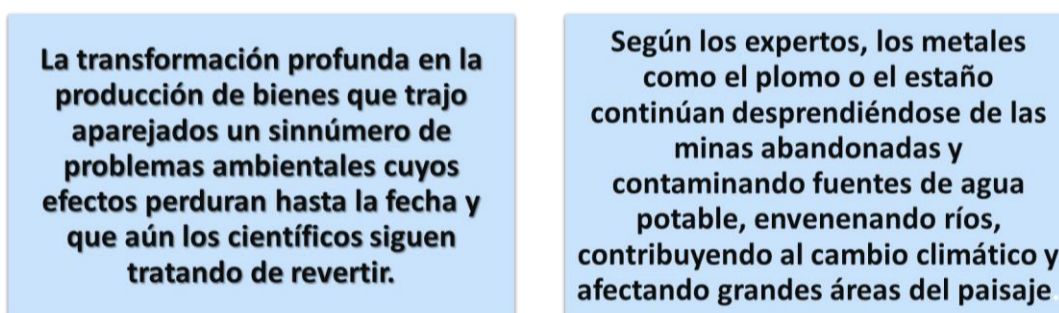 La transformación profunda en la
producción de bienes que trajo
aparejados un sinnúmero de
problemas ambientales cuyos
efectos perduran hasta la fecha y
que aún los científicos siguen
tratando de revertir.
Según los expertos, los metales
como el plomo o el estaño
continúan desprendiéndose de las
minas abandonadas y
contaminando fuentes de agua
potable, envenenando ríos,
contribuyendo al cambio climático y
afectando grandes áreas del paisaje.